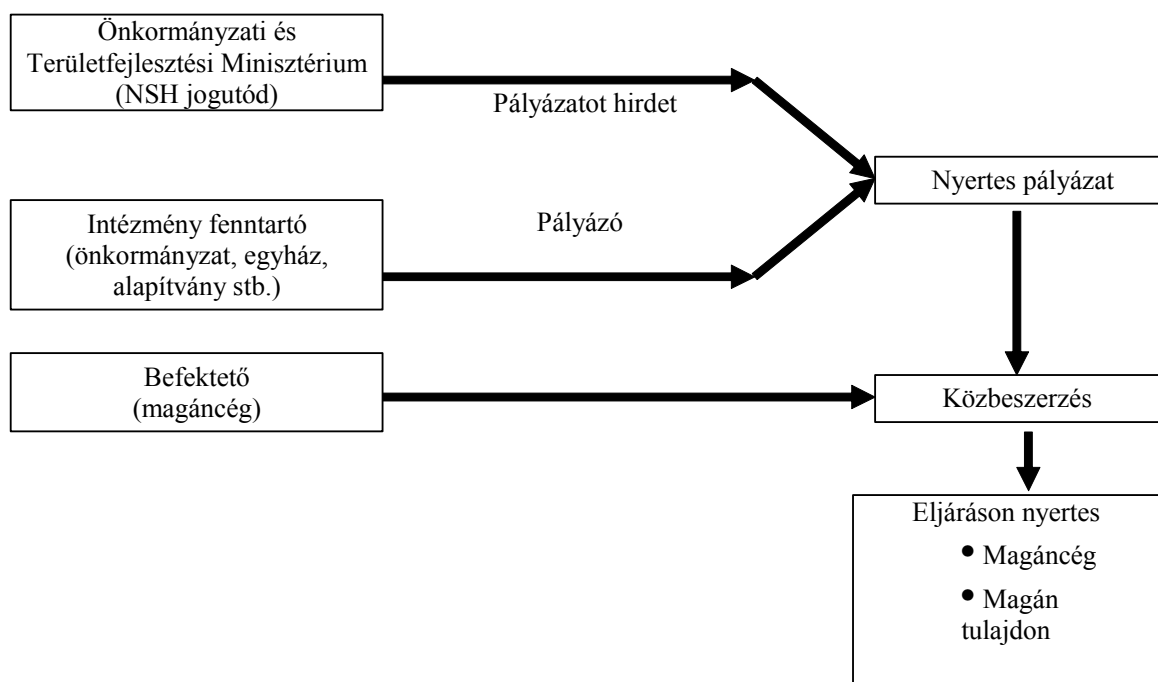 Önkormányzati és
Területfejlesztési Minisztérium
(NSH jogutód)
Pályázatot hirdet
Nyertes pályázat
Intézmény fenntartó
(önkormányzat, egyház,
alapítvány stb.)
Pályázó
Befektető
(magáncég)
Közbeszerzés
Eljáráson nyertes
• Magáncég
• Magán
tulajdon